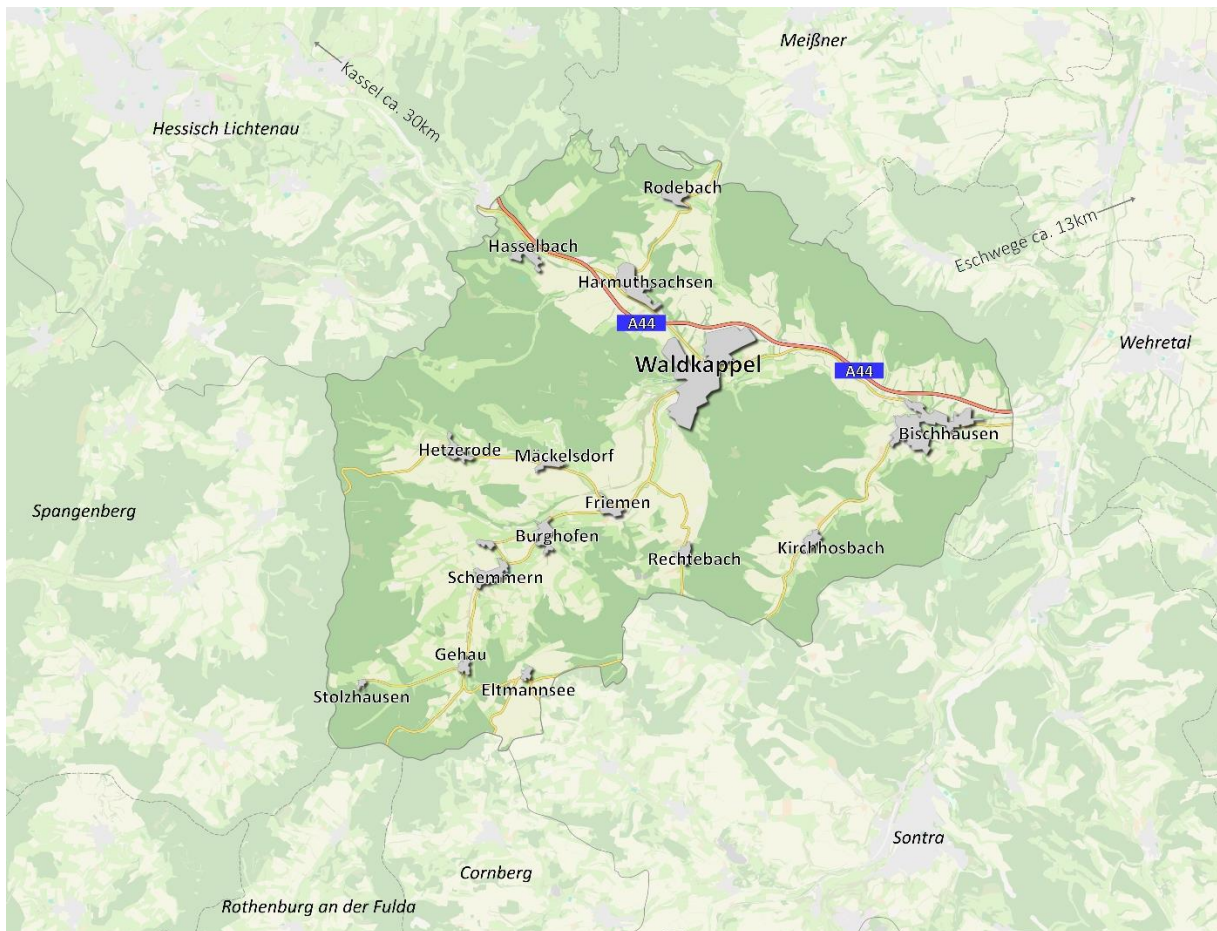 Meißner
Kassel ca. 30km
Hessisch Lichtenau
Rodebach
Eschwege ca. 13km
Hasselbach
Harmuthsachsen
A44
Wehretal
Waldkappel
A44
Bischhausen
Hetzerode
Mäckelsdorf
Spangenberg
Friemen
Burghofen
Kirchhosbach
Rechtebach
Schemmern
Gehau
Eltmannsee
Stolzhausen
Sontra
Cornberg
Rothenburg an der Fulda